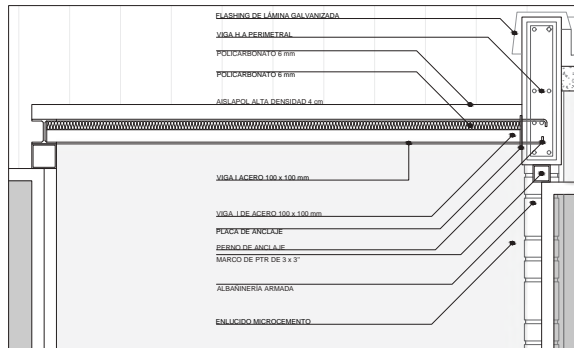 FLASHING DE LÁMINA GALVANIZADA
VIGA H.A PERIMETRAL
POLICARBONATO 6 mm
POLICARBONATO 6 mm
AISLAPOL ALTA DENSIDAD 4 cm
VIGA I ACERO 100 x 100 mm
VIGA I DE ACERO 100 x 100 mm
PLACA DE ANCLAJE
PERNO DE ANCLAJE
MARCO DE PTR DE 3 x 3"
ALBAÑINERÍA ARMADA
ENLUCIDO MICROCEMENTO